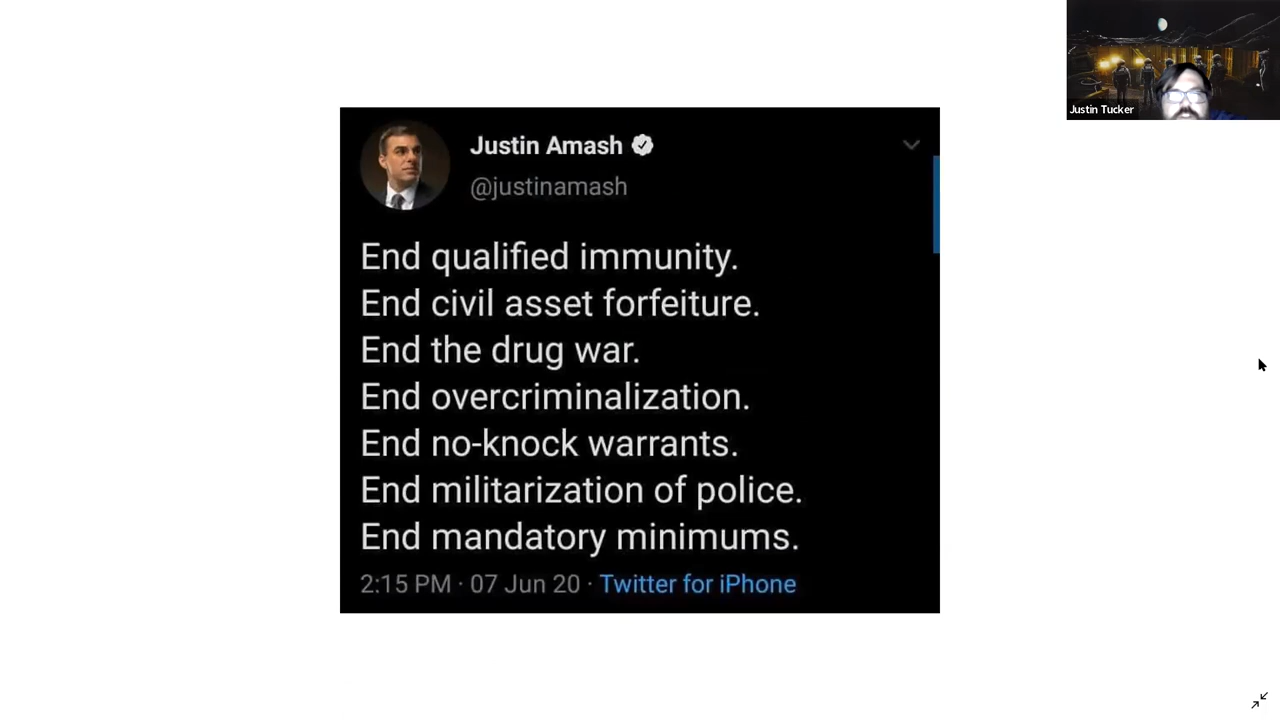 Justin Tucker
Justin Amash
@justinamash
End qualified immunity.
End civil asset forfeiture.
End the drug war.
End overcriminalization.
End no-knock warrants.
End militarization of police.
End mandatory minimums.
2:15 PM · 07 Jun 20 · Twitter for iPhone